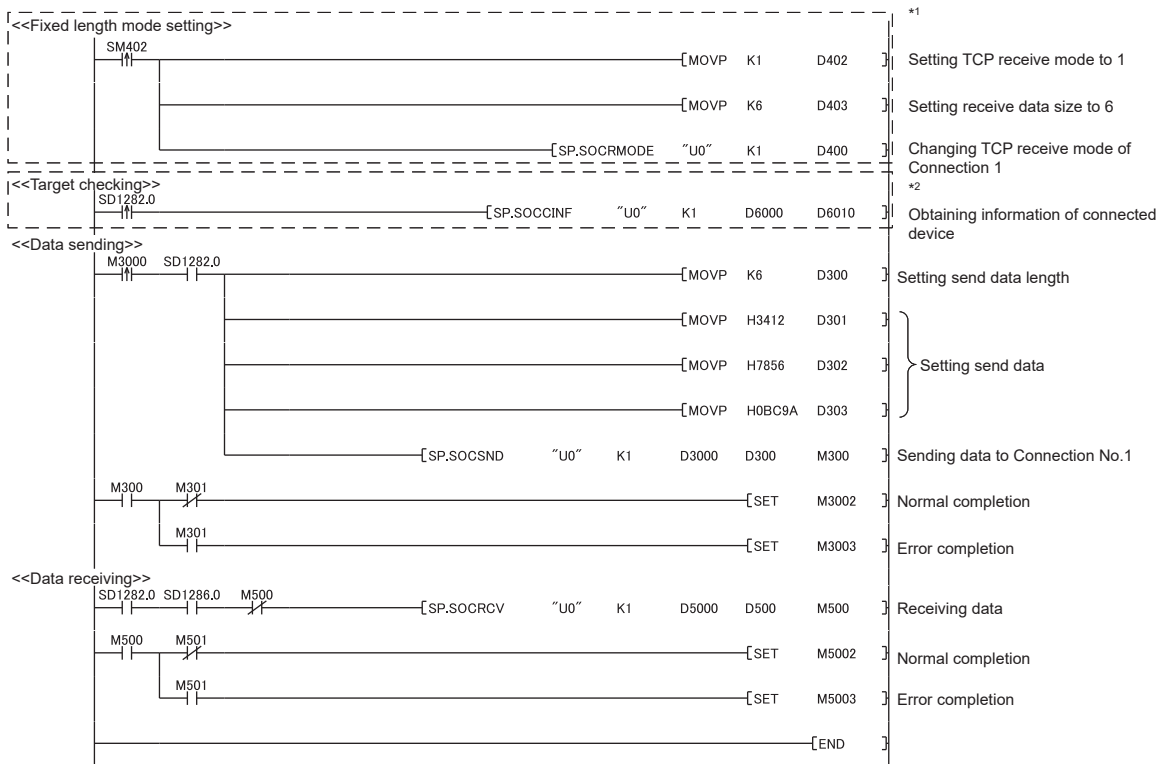 *1
<<Fixed length mode setting>>
SM402
MOVP K1 D402
Setting TCP receive mode to 1
MOVP K6 D403
Setting receive data size to 6
SP.SOCRMODE "U0" K1 D400
Changing TCP receive mode of
Connection 1
*2
<<Target checking>>
SD1282.0
SP.SOCCINF "U0" K1 D6000 D6010
Obtaining information of connected
device
<<Data sending>>
M3000 SD1282.0
MOVP K6 D300
Setting send data length
MOVP H3412 D301
MOVP H7856 D302
Setting send data
MOVP H0BC9A D303
SP.SOCSND "U0" K1 D3000 D300 M300
Sending data to Connection No.1
M300 M301
SET M3002
Normal completion
M301
SET M3003
Error completion
<<Data receiving>>
SD1282.0 SD1286.0 M500
SP.SOCRCV "U0" K1 D5000 D500 M500
Receiving data
M500 M501
SET M5002
Normal completion
M501
SET M5003
Error completion
END